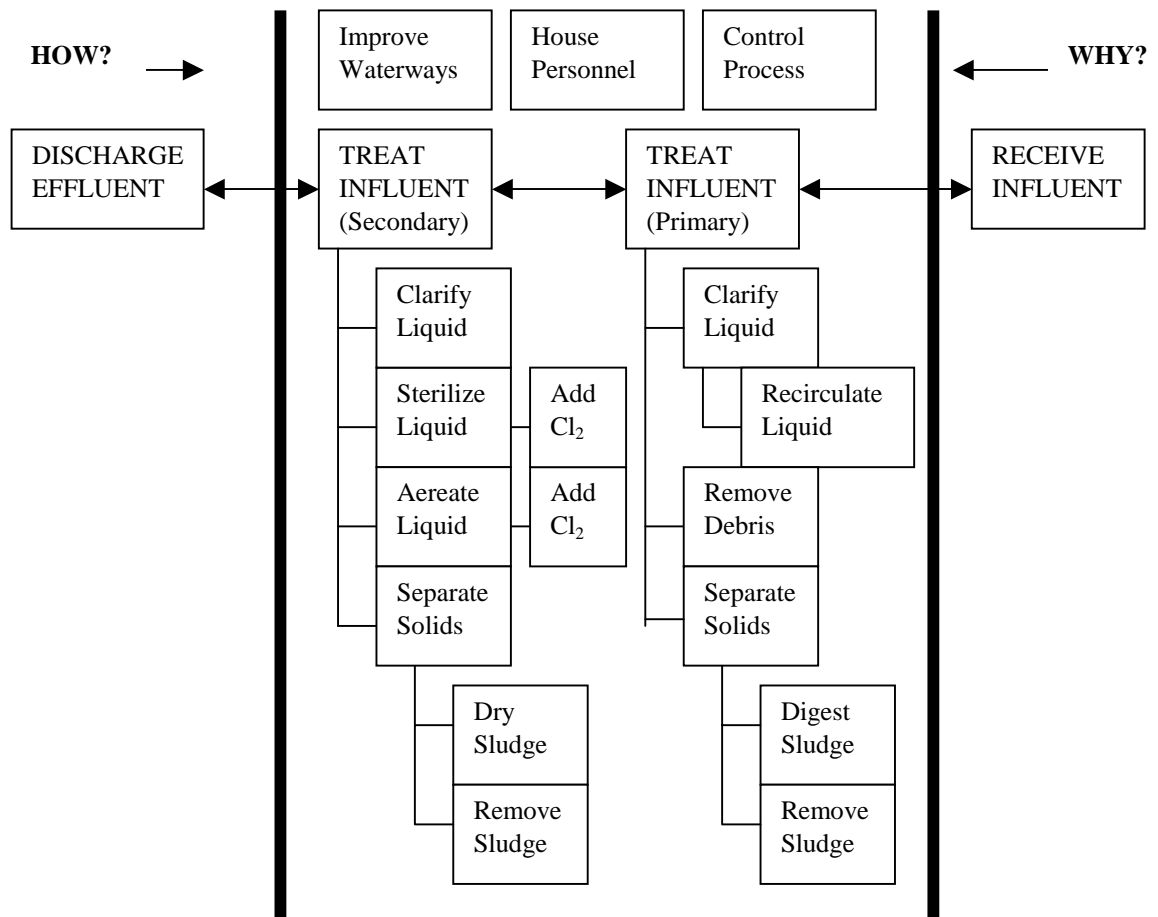 HOW?
Improve
Waterways
House
Personnel
Control
Process
WHY?
DISCHARGE
EFFLUENT
TREAT
INFLUENT
(Secondary)
TREAT
INFLUENT
(Primary)
RECEIVE
INFLUENT
Clarify
Liquid
Sterilize
Liquid
Add
Cl₂
Aereate
Liquid
Add
Cl₂
Separate
Solids
Dry
Sludge
Remove
Sludge
Clarify
Liquid
Recirculate
Liquid
Remove
Debris
Separate
Solids
Digest
Sludge
Remove
Sludge